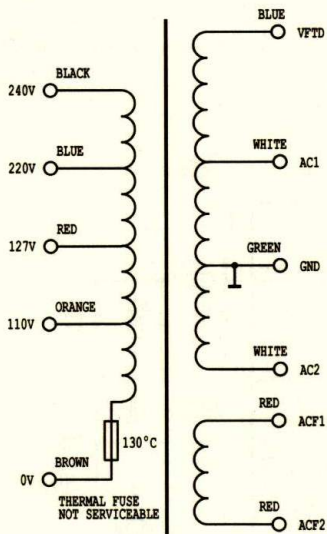 BLACK
240V
BLUE
220V
RED
127V
ORANGE
110V
130°C
BROWN
0V
THERMAL FUSE
NOT SERVICEABLE
BLUE
VFTD
WHITE
AC1
GREEN
GND
WHITE
AC2
RED
ACF1
RED
ACF2